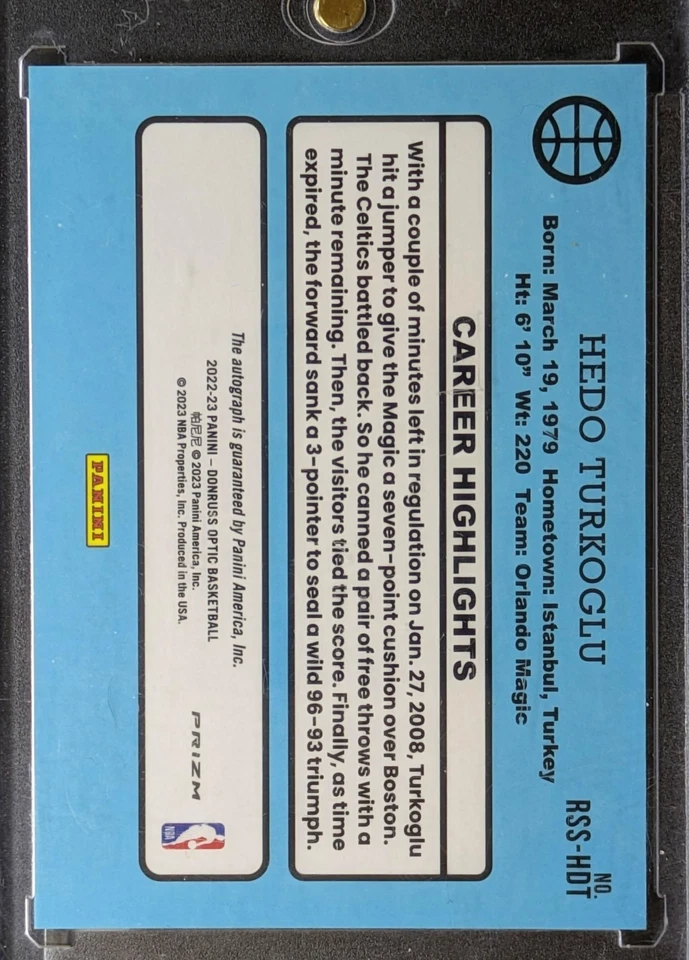 NO.
RSS-HDT
HEDO TURKOGLU
Born: March 19, 1979 Hometown: Istanbul, Turkey
Ht: 6' 10" Wt: 220 Team: Orlando Magic
CAREER HIGHLIGHTS
With a couple of minutes left in regulation on Jan. 27, 2008, Turkoglu
hit a jumper to give the Magic a seven-point cushion over Boston.
The Celtics battled back. So he canned a pair of free throws with a
minute remaining. Then, the visitors tied the score. Finally, as time
expired, the forward sank a 3-pointer to seal a wild 96-93 triumph.
The autograph is guaranteed by Panini America, Inc.
2022-23 PANINI – DONRUSS OPTIC BASKETBALL
帕尼尼 © 2023 Panini America, Inc.
© 2023 NBA Properties, Inc. Produced in the USA.
PRIZM
NBA
PANINI